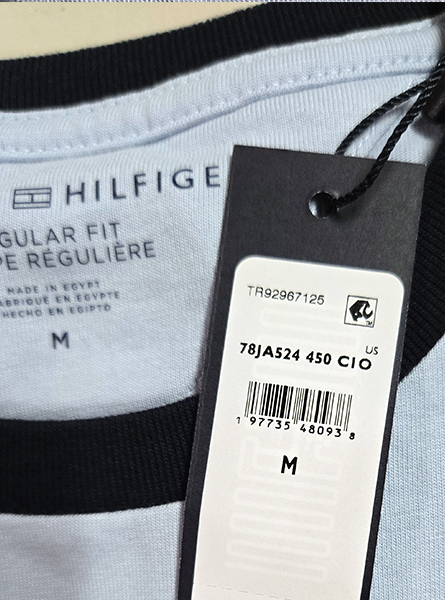 HILFIGE
GULAR FIT
PE RÉGULIÈRE
MADE IN EGYPT
ABRIQUÉ EN EGYPTE
HECHO EN EGIPTO
M
TR92967125
US
78JA524 450 CIO
1 97735 48093 8
M